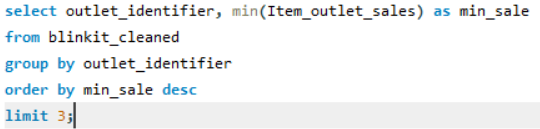 select outlet_identifier, min(Item_outlet_sales) as min_sale
from blinkit_cleaned
group by outlet_identifier
order by min_sale desc
limit 3;